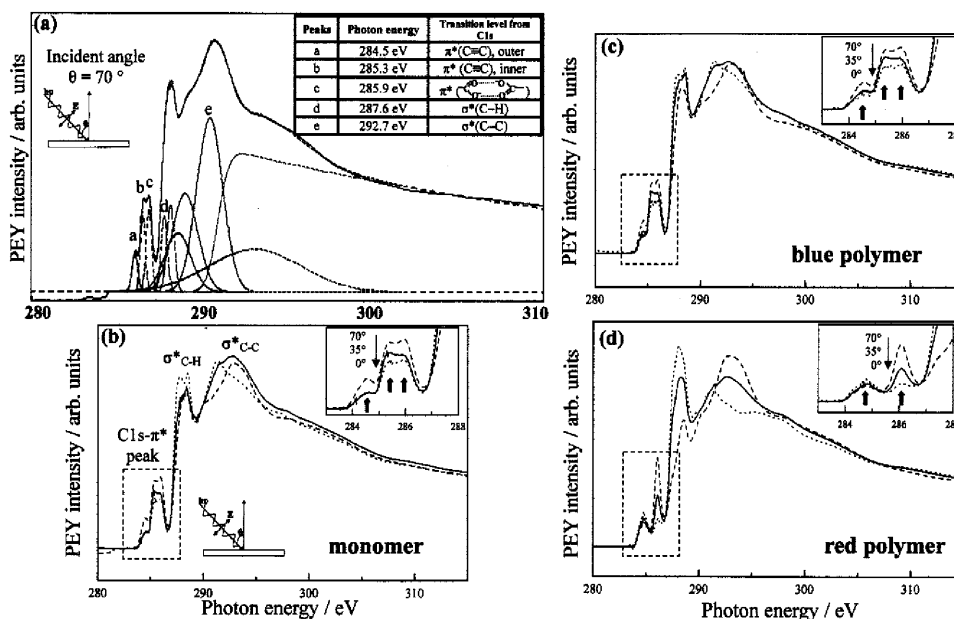 (a)
Incident angle
θ = 70 °
Peaks Photon energy Transition level from C1s
a 284.5 eV π*(C≡C), outer
b 285.3 eV π* (C≡C), inner
c 285.9 eV π*
d 287.6 eV σ*(C−H)
e 292.7 eV σ*(C−C)
a
b
c
d
e
PEY intensity / arb. units
280 290 300 310
(b)
σ*C-H
σ*C-C
C1s-π*
peak
70°
35°
0°
284 286 288
monomer
PEY intensity / arb. units
280 290 300 310
Photon energy / eV
(c)
70°
35°
0°
284 286
blue polymer
PEY intensity / arb. units
280 290 300 310
(d)
70°
35°
0°
284 286
red polymer
PEY intensity / arb. units
280 290 300 310
Photon energy / eV